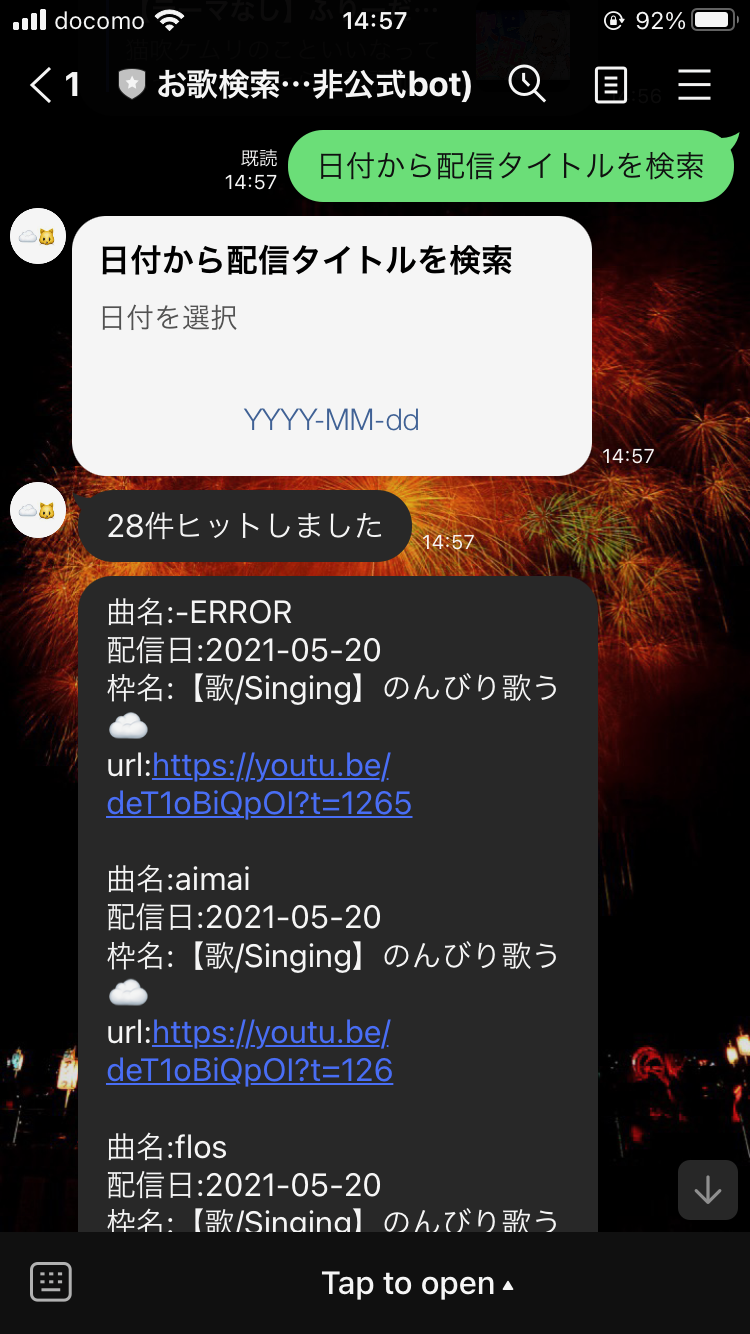 docomo 14:57 92%
1 お歌検索…非公式bot)
既読
14:57
日付から配信タイトルを検索
日付から配信タイトルを検索
日付を選択
YYYY-MM-dd
14:57
28件ヒットしました
14:57
曲名:-ERROR
配信日:2021-05-20
枠名:【歌/Singing】のんびり歌う
☁️
url:https://youtu.be/
deT1oBiQpOI?t=1265
曲名:aimai
配信日:2021-05-20
枠名:【歌/Singing】のんびり歌う
☁️
url:https://youtu.be/
deT1oBiQpOI?t=126
曲名:flos
配信日:2021-05-20
枠名:【歌/Singing】のんびり歌う
Tap to open ▴